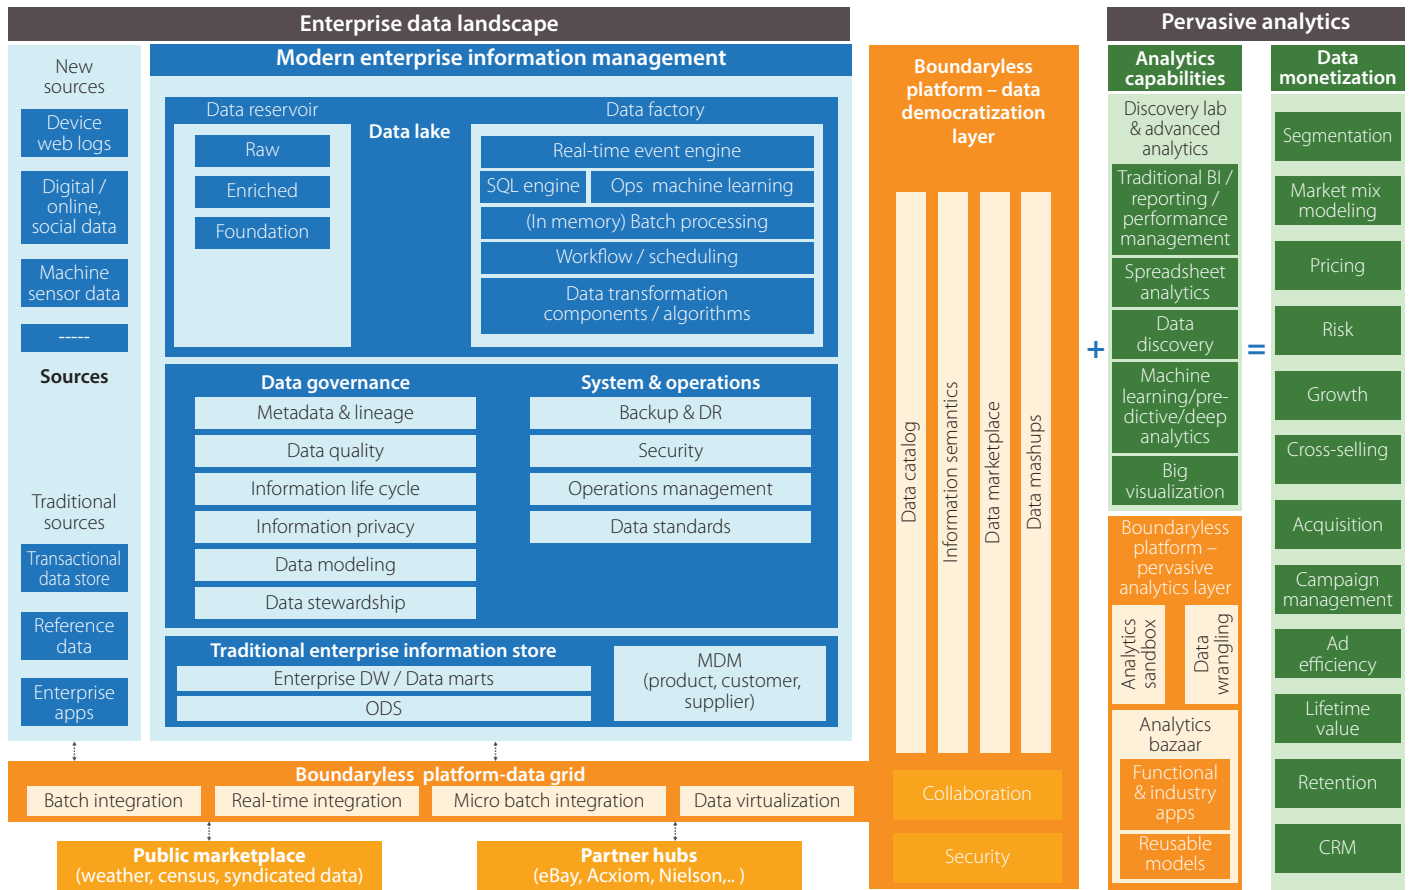 Enterprise data landscape
New
sources
Device
web logs
Digital /
online,
social data
Machine
sensor data
-----
Sources
Traditional
sources
Transactional
data store
Reference
data
Enterprise
apps
Modern enterprise information management
Data reservoir
Raw
Enriched
Foundation
Data lake
Data factory
Real-time event engine
SQL engine
Ops machine learning
(In memory) Batch processing
Workflow / scheduling
Data transformation
components / algorithms
Data governance
Metadata & lineage
Data quality
Information life cycle
Information privacy
Data modeling
Data stewardship
System & operations
Backup & DR
Security
Operations management
Data standards
Traditional enterprise information store
Enterprise DW / Data marts
ODS
MDM
(product, customer,
supplier)
Boundaryless platform-data grid
Batch integration
Real-time integration
Micro batch integration
Data virtualization
Public marketplace
(weather, census, syndicated data)
Partner hubs
(eBay, Acxiom, Nielson,.. )
Boundaryless
platform – data
democratization
layer
Data catalog
Information semantics
Data marketplace
Data mashups
Collaboration
Security
+
Pervasive analytics
Analytics
capabilities
Discovery lab
& advanced
analytics
Traditional BI /
reporting /
performance
management
Spreadsheet
analytics
Data
discovery
Machine
learning/pre-
dictive/deep
analytics
Big
visualization
Boundaryless
platform –
pervasive
analytics layer
Analytics
sandbox
Data
wrangling
Analytics
bazaar
Functional
& industry
apps
Reusable
models
=
Data
monetization
Segmentation
Market mix
modeling
Pricing
Risk
Growth
Cross-selling
Acquisition
Campaign
management
Ad
efficiency
Lifetime
value
Retention
CRM